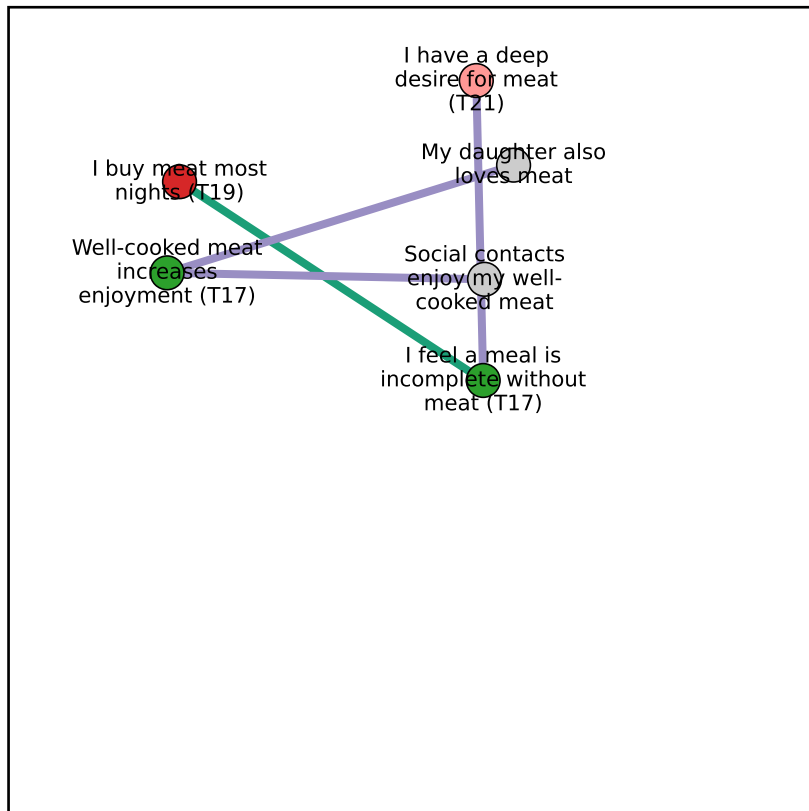 I have a deep
desire for meat
(T21)
My daughter also
loves meat
I buy meat most
nights (T19)
Well-cooked meat
increases
enjoyment (T17)
Social contacts
enjoy my well-
cooked meat
I feel a meal is
incomplete without
meat (T17)